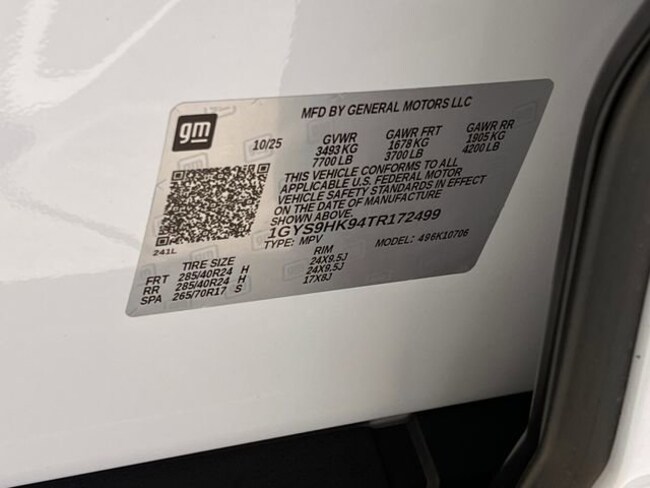 MFD BY GENERAL MOTORS LLC
gm
10/25 GVWR GAWR FRT GAWR RR
3493 KG 1678 KG 1905 KG
7700 LB 3700 LB 4200 LB
THIS VEHICLE CONFORMS TO ALL
APPLICABLE U.S. FEDERAL MOTOR
VEHICLE SAFETY STANDARDS IN EFFECT
ON THE DATE OF MANUFACTURE
SHOWN ABOVE.
1GYS9HK94TR172499
TYPE: MPV MODEL: 496K10706
241L
TIRE SIZE RIM
FRT 285/40R24 H 24X9.5J
RR 285/40R24 H 24X9.5J
SPA 265/70R17 S 17X8J